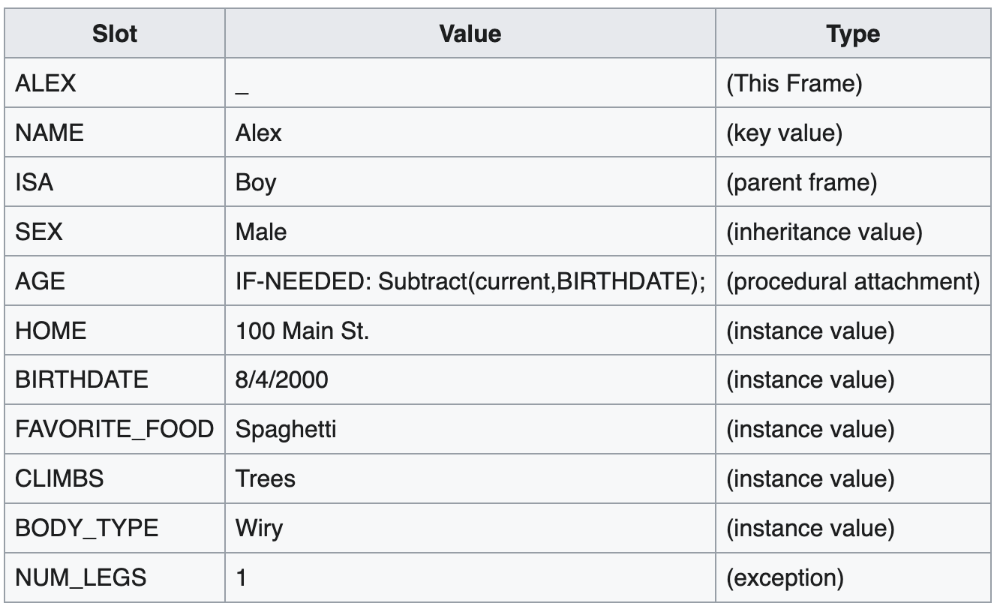 Slot Value Type
ALEX _ (This Frame)
NAME Alex (key value)
ISA Boy (parent frame)
SEX Male (inheritance value)
AGE IF-NEEDED: Subtract(current,BIRTHDATE); (procedural attachment)
HOME 100 Main St. (instance value)
BIRTHDATE 8/4/2000 (instance value)
FAVORITE_FOOD Spaghetti (instance value)
CLIMBS Trees (instance value)
BODY_TYPE Wiry (instance value)
NUM_LEGS 1 (exception)